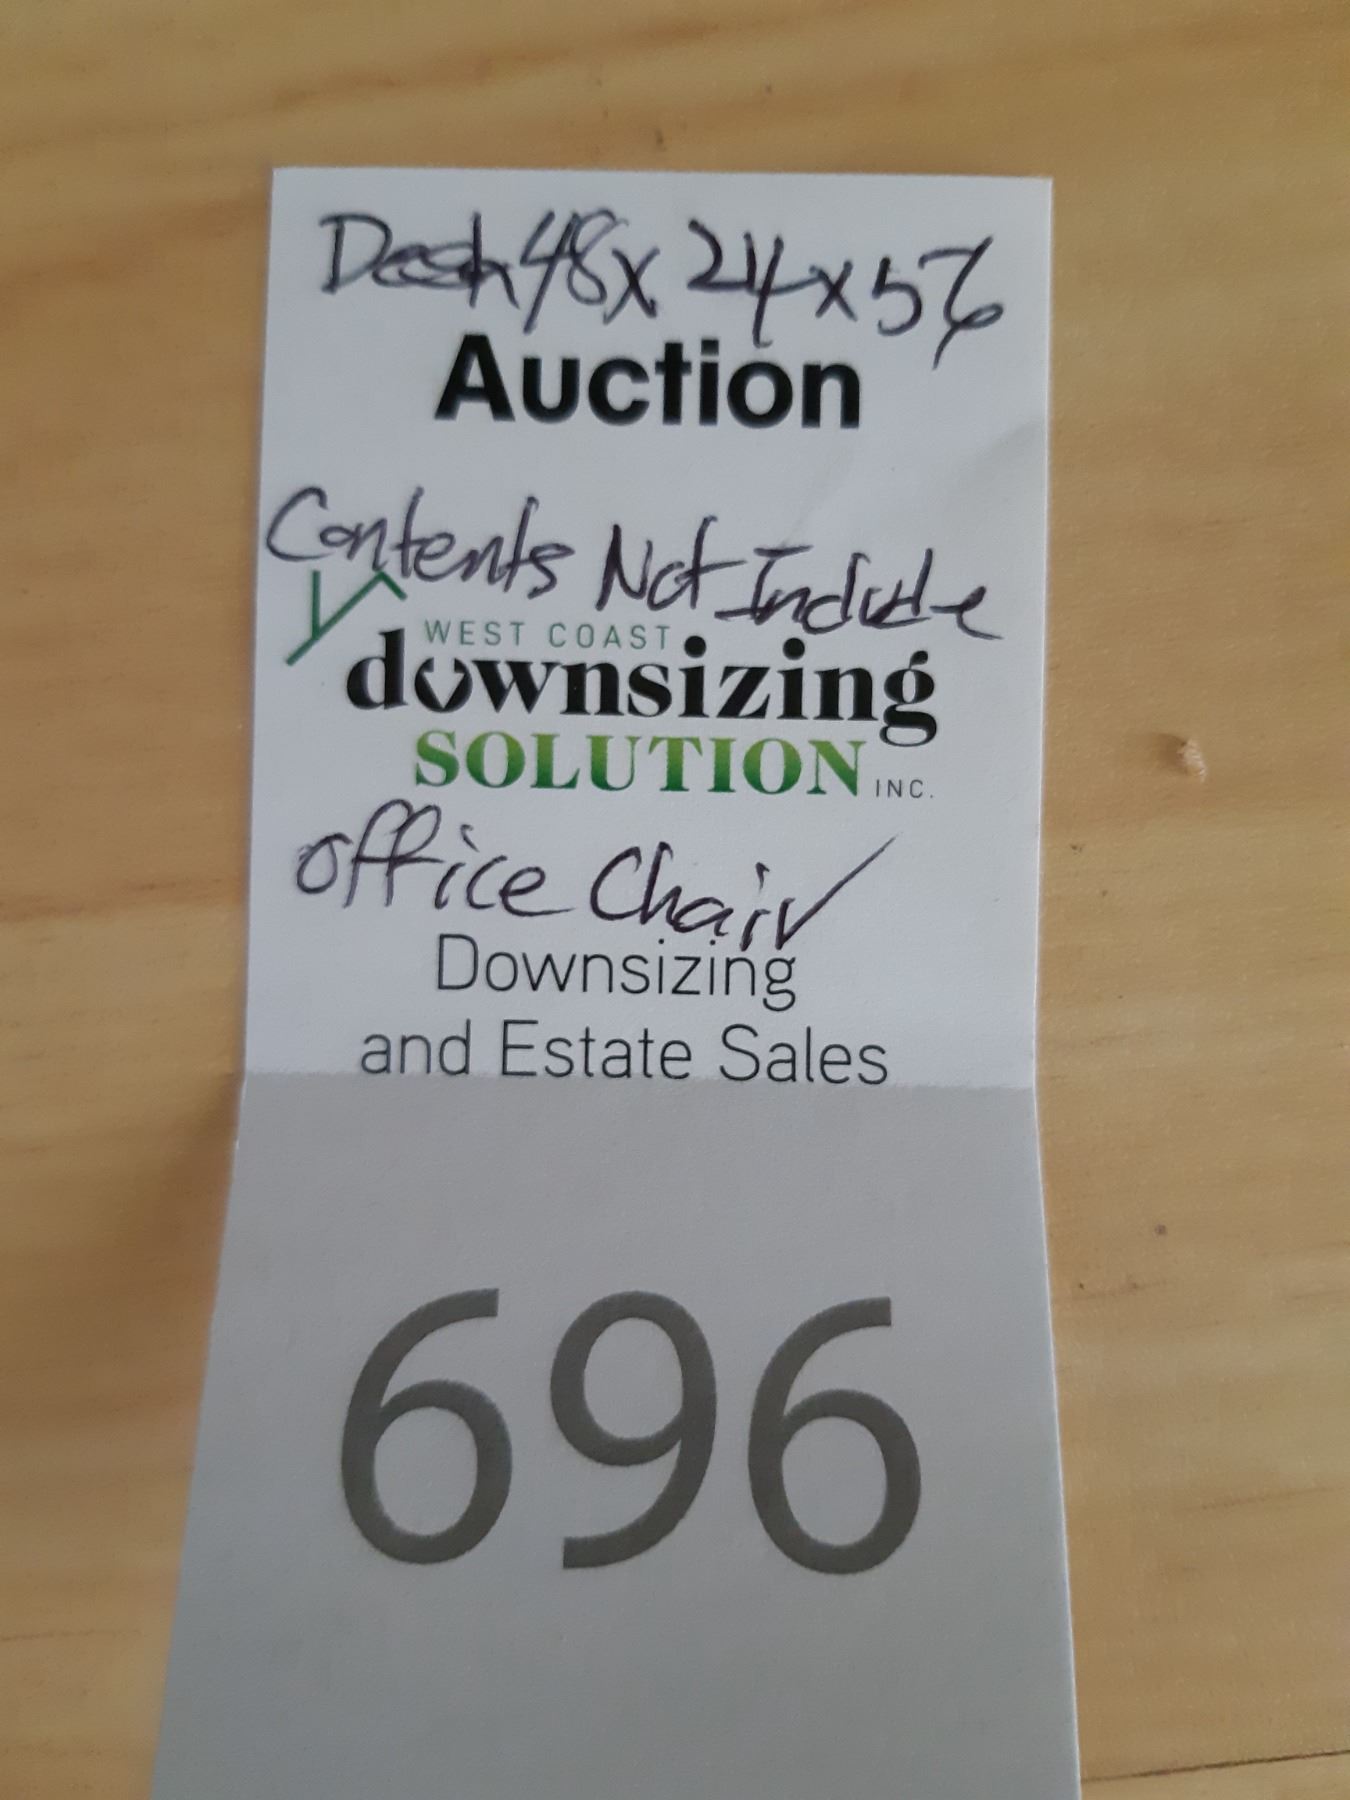 Desk 48 x 24 x 56
Auction
Contents Not Include
WEST COAST
downsizing
SOLUTION INC.
office Chair
Downsizing
and Estate Sales
696